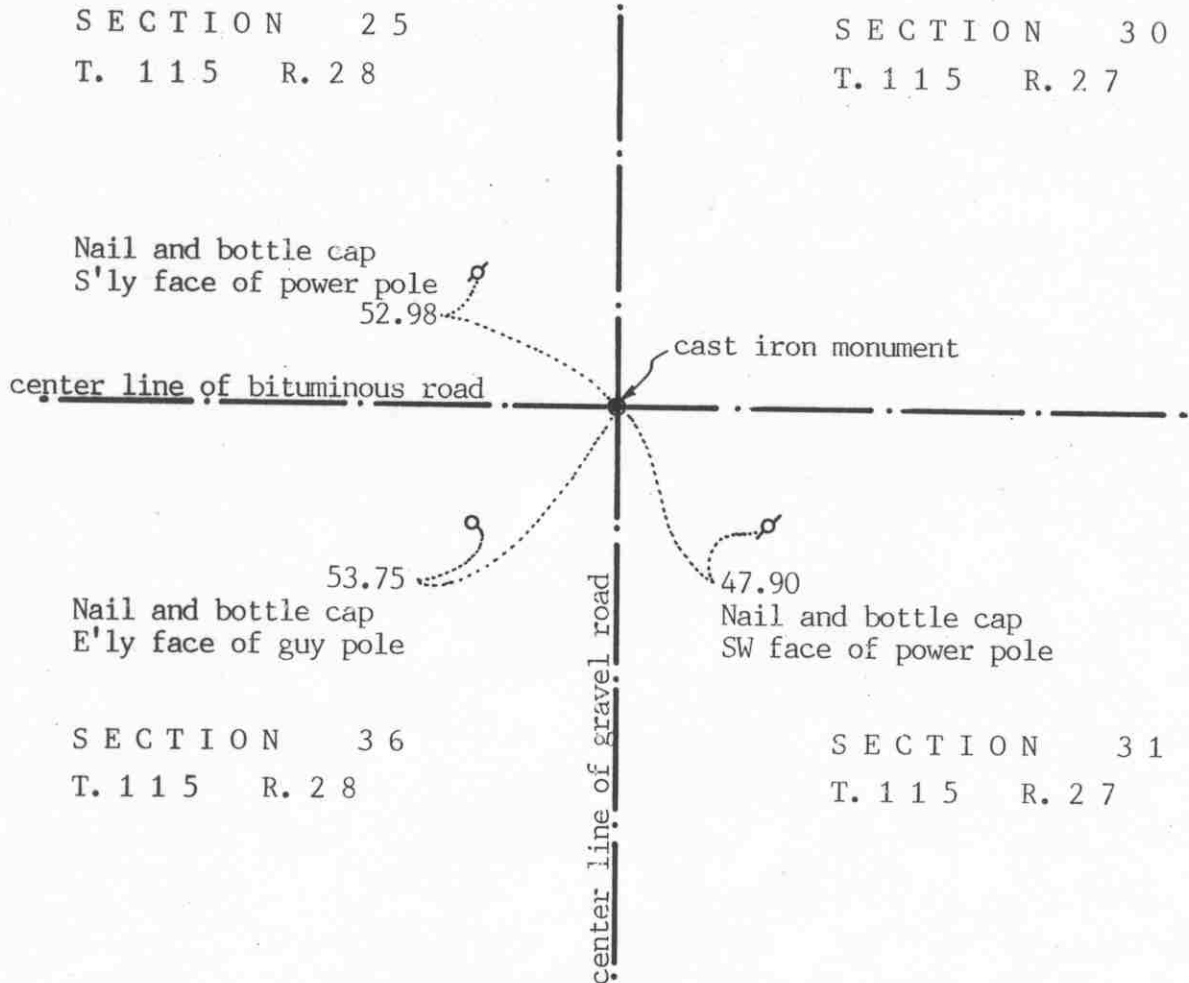 SECTION 25
T. 115 R. 28
SECTION 30
T. 115 R. 27
Nail and bottle cap
S'ly face of power pole
52.98
cast iron monument
center line of bituminous road
53.75
Nail and bottle cap
E'ly face of guy pole
47.90
Nail and bottle cap
SW face of power pole
center line of gravel road
SECTION 36
T. 115 R. 28
SECTION 31
T. 115 R. 27